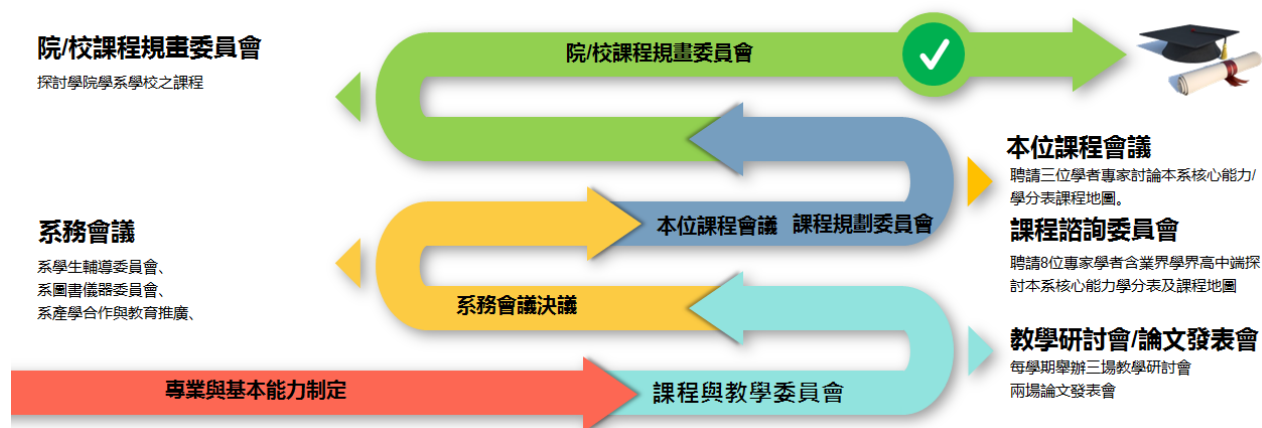 院/校課程規畫委員會
探討學院學系學校之課程
院/校課程規畫委員會
本位課程會議
聘請三位學者專家討論本系核心能力/
學分表課程地圖。
本位課程會議 課程規劃委員會
課程諮詢委員會
聘請8位專家學者含業界學界高中端探
討本系核心能力學分表及課程地圖
系務會議
系學生輔導委員會、
系圖書儀器委員會、
系產學合作與教育推廣、
系務會議決議
教學研討會/論文發表會
每學期舉辦三場教學研討會
兩場論文發表會
專業與基本能力制定
課程與教學委員會